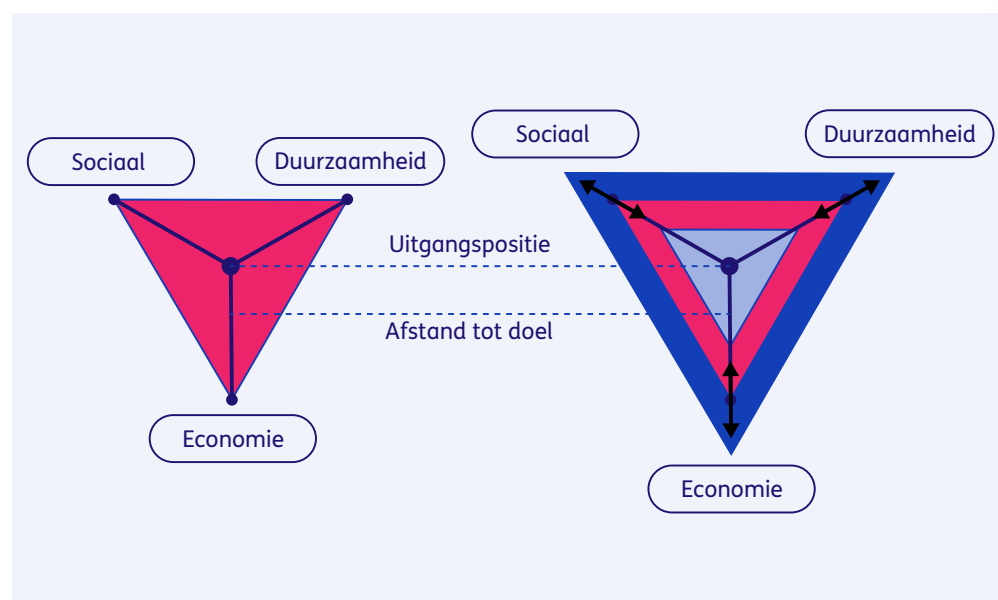 Sociaal
Duurzaamheid
Economie
Uitgangspositie
Afstand tot doel
Sociaal
Duurzaamheid
Economie